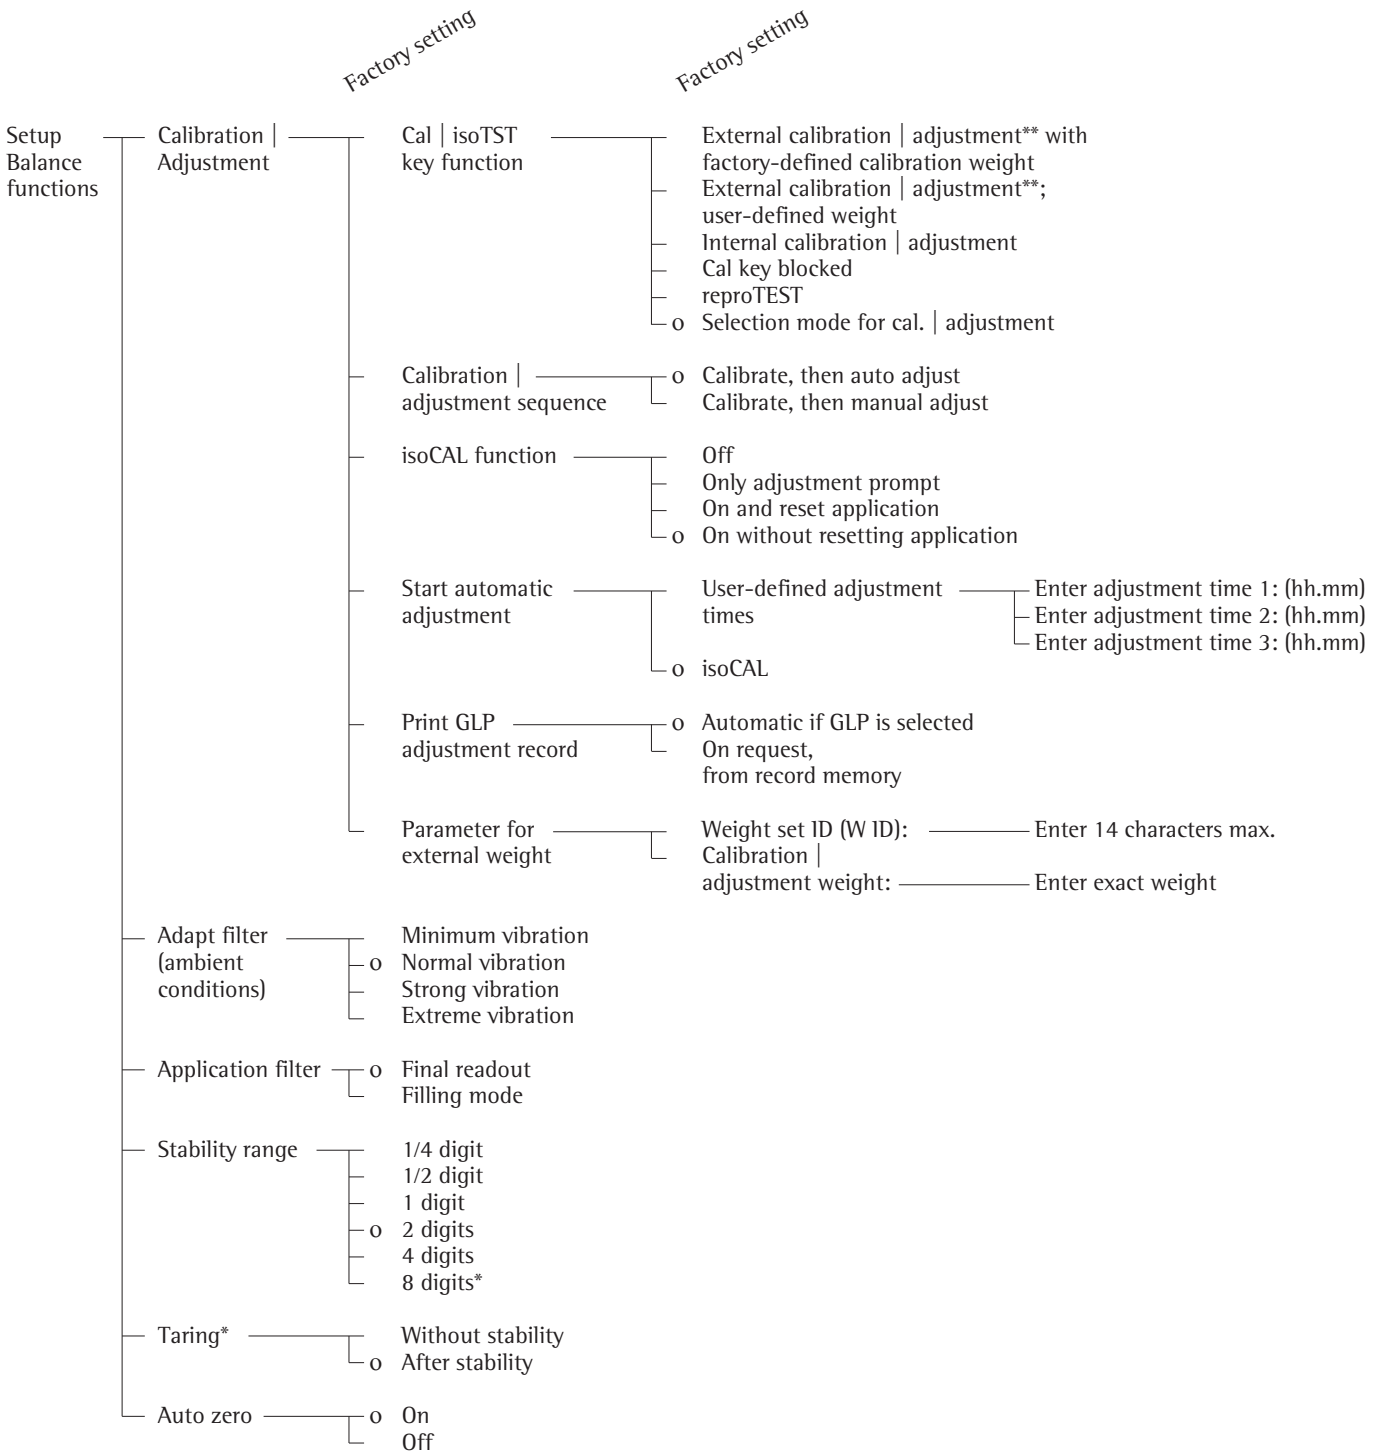 Factory setting
Factory setting
Setup
Balance
functions
Calibration |
Adjustment
Cal | isoTST
key function
External calibration | adjustment** with
factory-defined calibration weight
External calibration | adjustment**;
user-defined weight
Internal calibration | adjustment
Cal key blocked
reproTEST
o Selection mode for cal. | adjustment
Calibration |
adjustment sequence
o Calibrate, then auto adjust
Calibrate, then manual adjust
isoCAL function
Off
Only adjustment prompt
On and reset application
o On without resetting application
Start automatic
adjustment
User-defined adjustment
times
Enter adjustment time 1: (hh.mm)
Enter adjustment time 2: (hh.mm)
Enter adjustment time 3: (hh.mm)
o isoCAL
Print GLP
adjustment record
o Automatic if GLP is selected
On request,
from record memory
Parameter for
external weight
Weight set ID (W ID):
Enter 14 characters max.
Calibration |
adjustment weight:
Enter exact weight
Adapt filter
(ambient
conditions)
Minimum vibration
o Normal vibration
Strong vibration
Extreme vibration
Application filter
o Final readout
Filling mode
Stability range
1/4 digit
1/2 digit
1 digit
o 2 digits
4 digits
8 digits*
Taring*
Without stability
o After stability
Auto zero
o On
Off